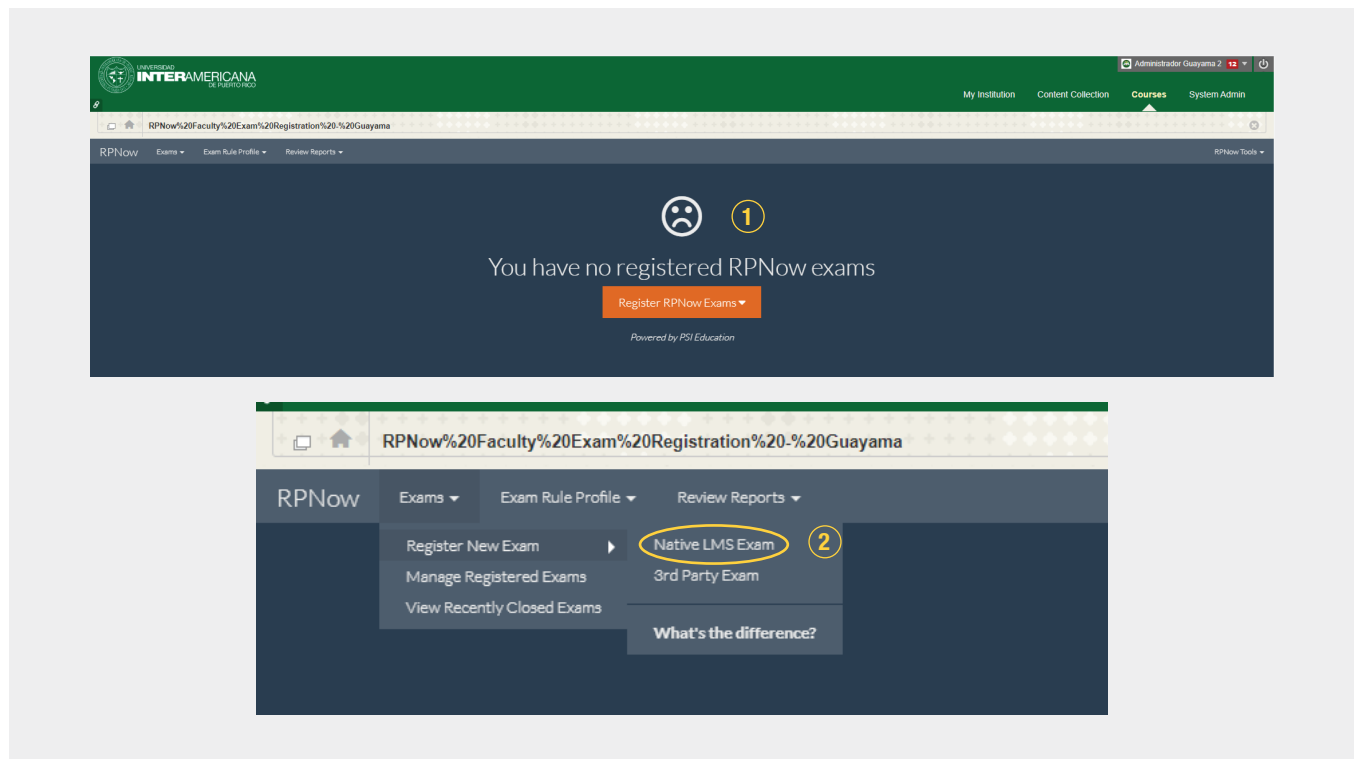 UNIVERSIDAD
INTERAMERICANA
DE PUERTO RICO
Administrador Guayama 2 12
My Institution Content Collection Courses System Admin
RPNow%20Faculty%20Exam%20Registration%20-%20Guayama
RPNow Exams Exam Rule Profile Review Reports RPNow Tools
1
You have no registered RPNow exams
Register RPNow Exams
Powered by PSI Education
RPNow%20Faculty%20Exam%20Registration%20-%20Guayama
RPNow Exams Exam Rule Profile Review Reports
Register New Exam Native LMS Exam 2
Manage Registered Exams 3rd Party Exam
View Recently Closed Exams
What's the difference?